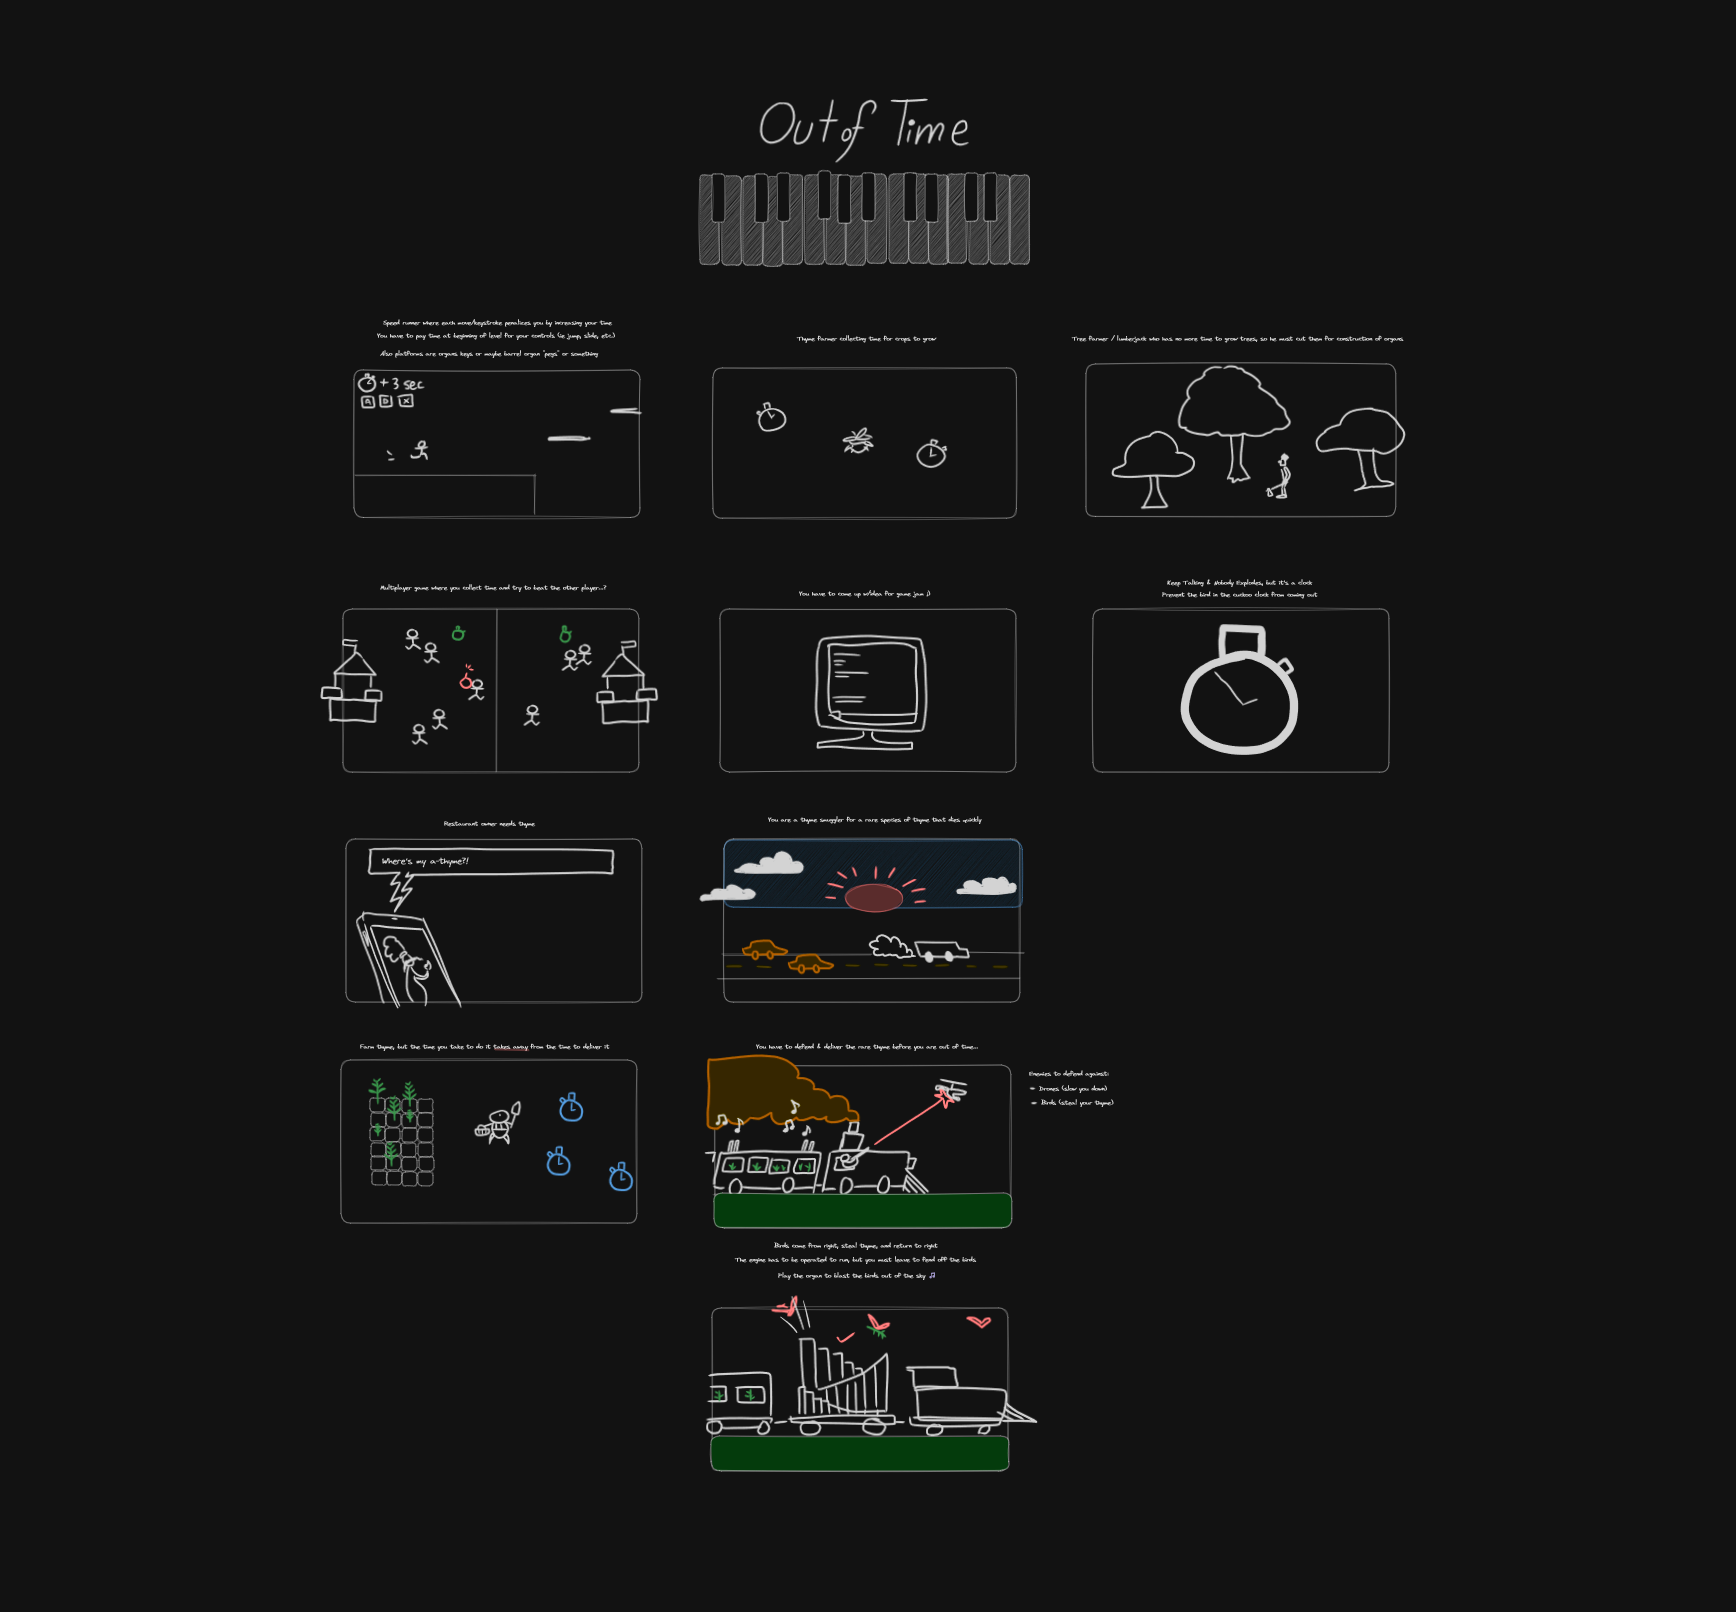 Out of Time
Speed runner where each move/keystroke penalizes you by increasing your time
You have to pay time at beginning of level for your controls (ie jump, slide, etc.)
Also platforms are organs keys or maybe barrel organ "pegs" or something
+ 3 sec
A D X
Thyme farmer collecting time for crops to grow
Tree farmer / lumberjack who has no more time to grow trees, so he must cut them for construction of organs
Multiplayer game where you collect time and try to beat the other player...?
You have to come up w/idea for game jam ;)
Keep Talking & Nobody Explodes, but it's a clock
Prevent the bird in the cuckoo clock from coming out
Restaurant owner needs thyme
Where's my a-thyme?!
You are a thyme smuggler for a rare species of thyme that dies quickly
Farm thyme, but the time you take to do it takes away from the time to deliver it
You have to defend & deliver the rare thyme before you are out of time...
Enemies to defend against:
- Drones (slow you down)
- Birds (steal your thyme)
Birds come from right, steal thyme, and return to right
The engine has to be operated to run, but you must leave to fend off the birds
Play the organ to blast the birds out of the sky 🎵